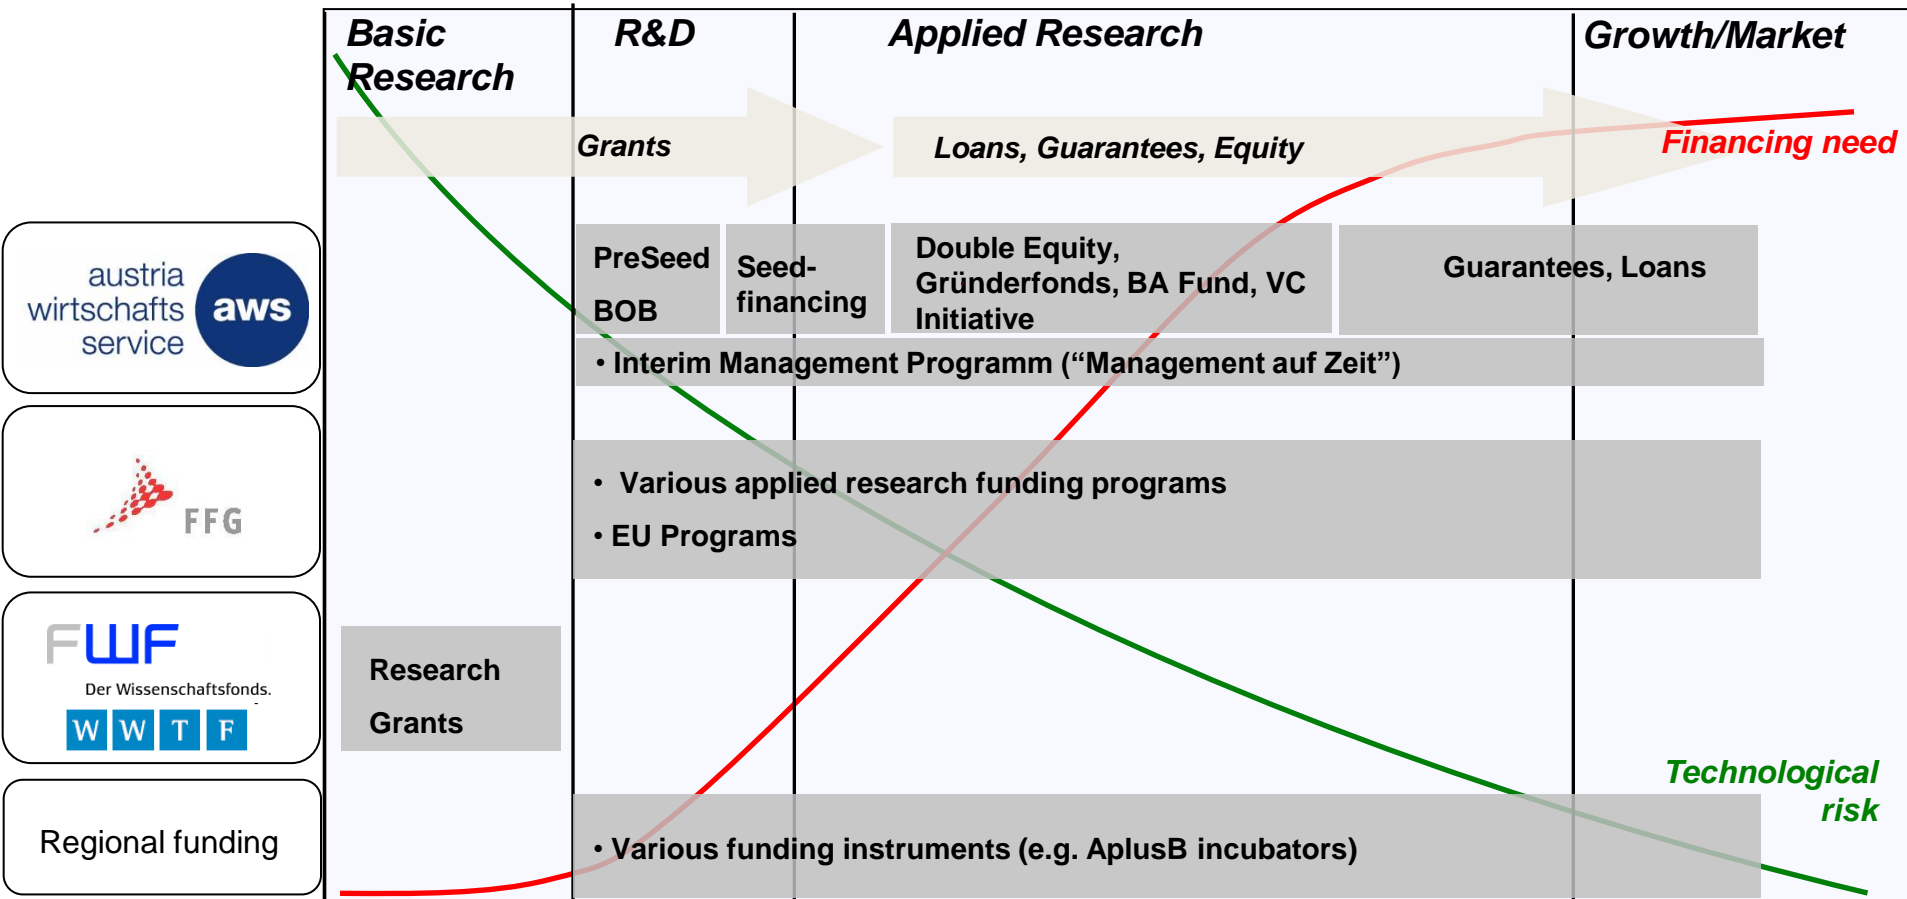 Basic
Research
R&D
Applied Research
Growth/Market
Grants
Loans, Guarantees, Equity
Financing need
austria
wirtschafts
service
aws
PreSeed
BOB
Seed-
financing
Double Equity,
Gründerfonds, BA Fund, VC
Initiative
Guarantees, Loans
• Interim Management Programm (“Management auf Zeit”)
FFG
• Various applied research funding programs
• EU Programs
FWF
Der Wissenschaftsfonds.
WWTF
Research
Grants
Technological
risk
Regional funding
• Various funding instruments (e.g. AplusB incubators)